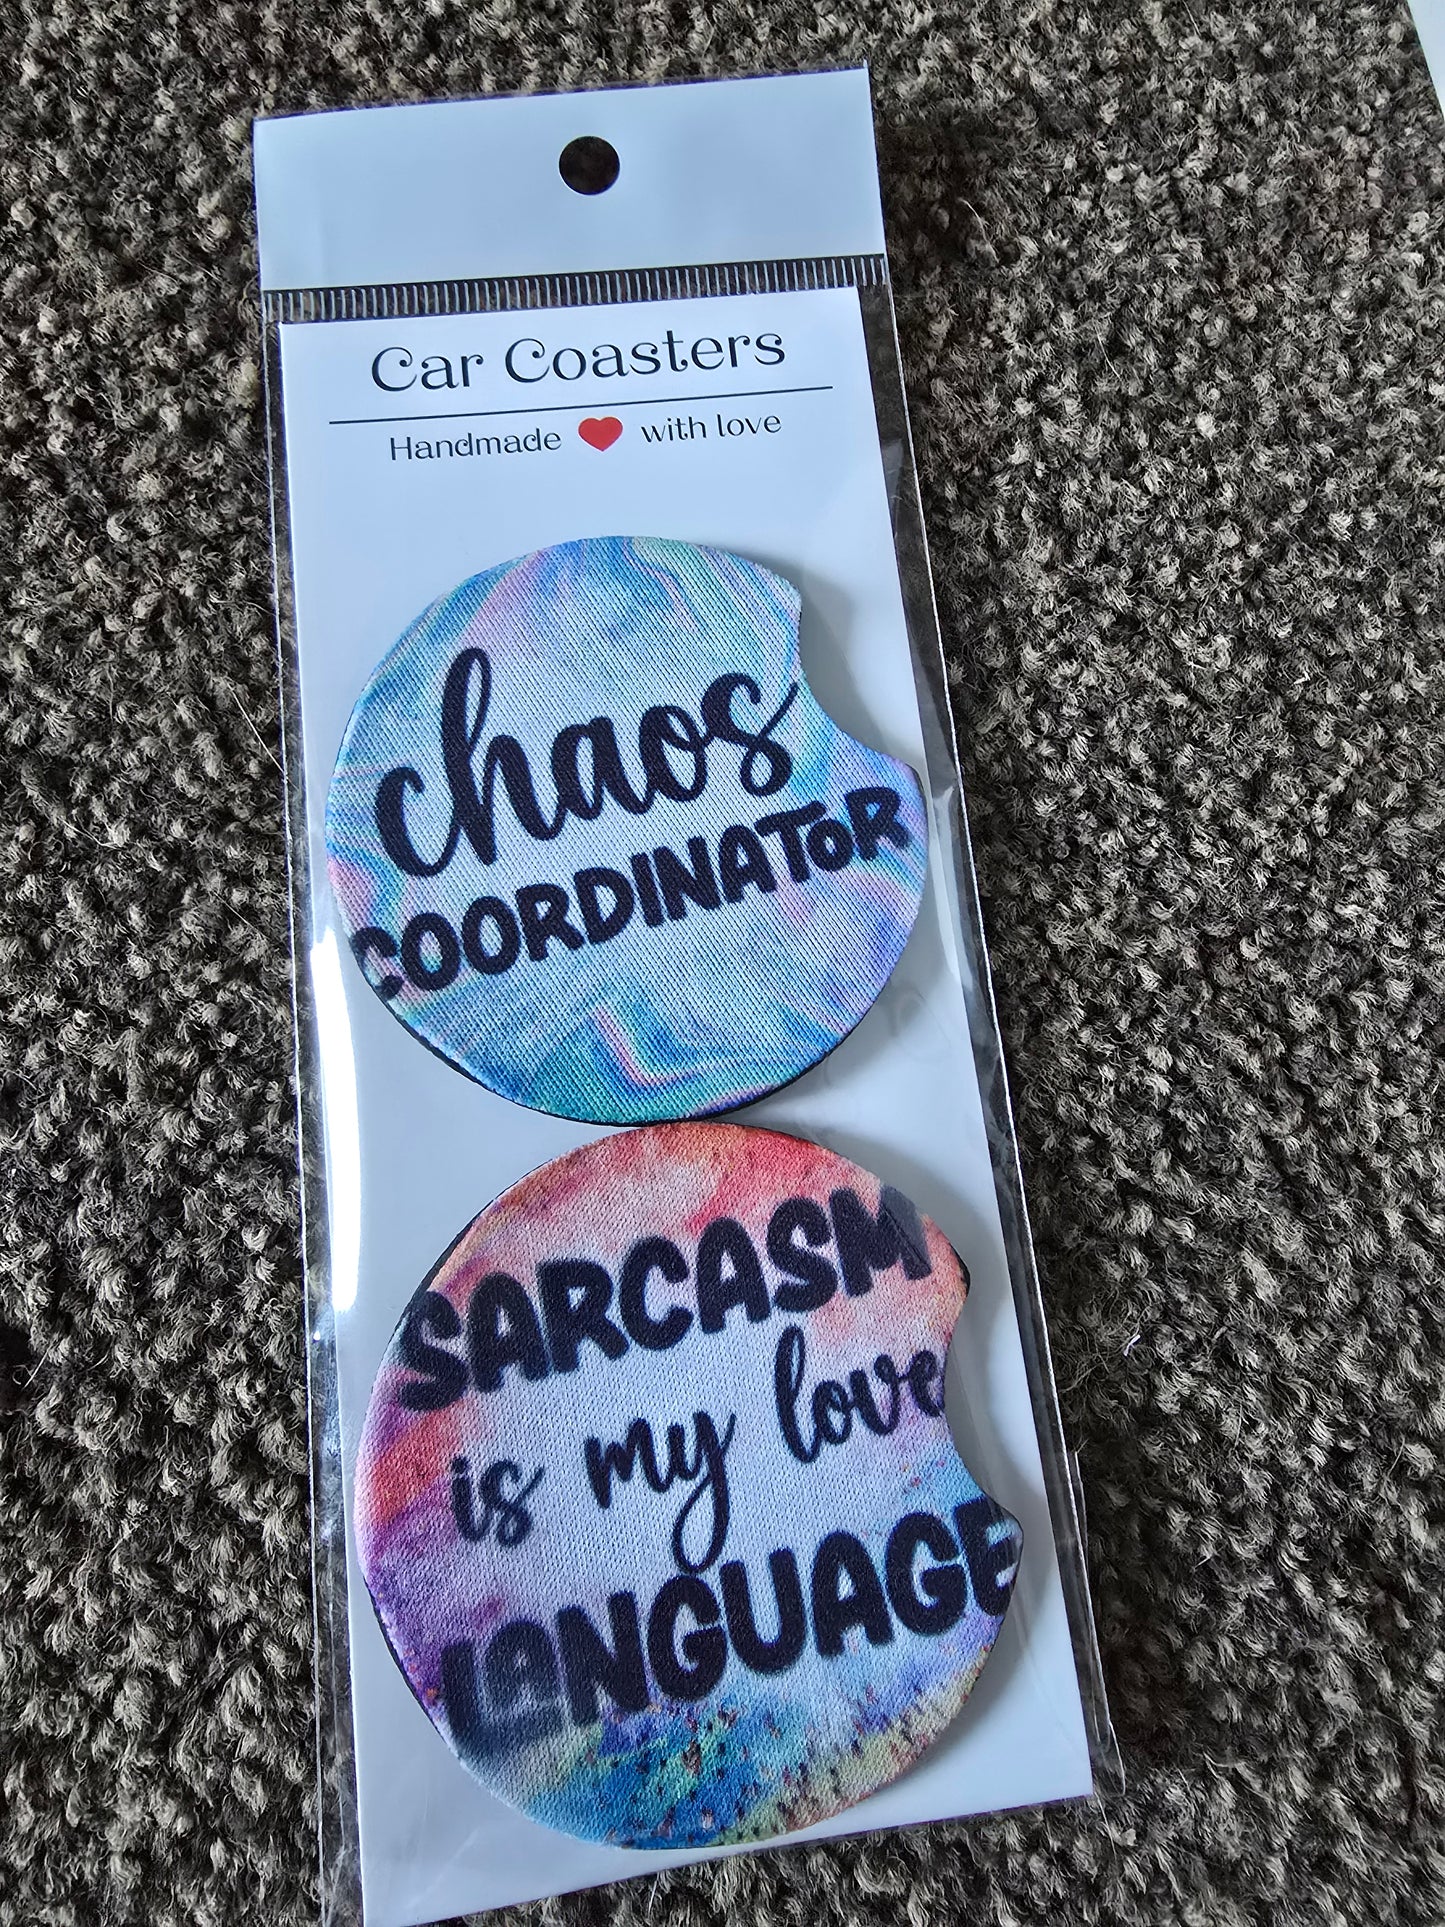 Car Coasters
Handmade with love
chaos
COORDINATOR
SARCASM
is my love
LANGUAGE